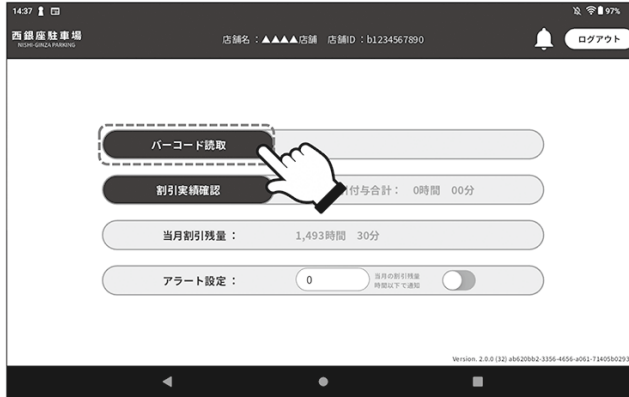 14:37
97%
西銀座駐車場
NISHI-GINZA PARKING
店舗名：▲▲▲▲店舗 店舗ID：b1234567890
ログアウト
バーコード読取
割引実績確認
付与合計： 0時間 00分
当月割引残量：
1,493時間 30分
アラート設定：
0
当月の割引残量
時間以下で通知
Version. 2.0.0 (32) ab620bb2-3356-4656-a061-71405b0293